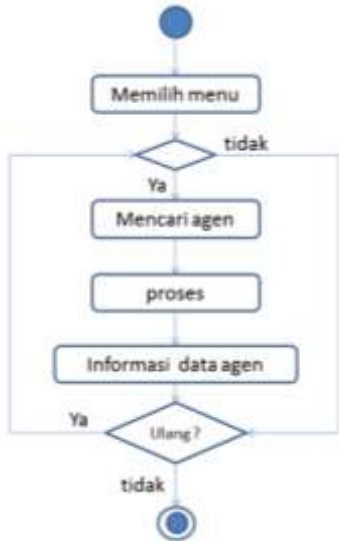 Memilih menu
tidak
Ya
Mencari agen
proses
Informasi data agen
Ya
Ulang ?
tidak